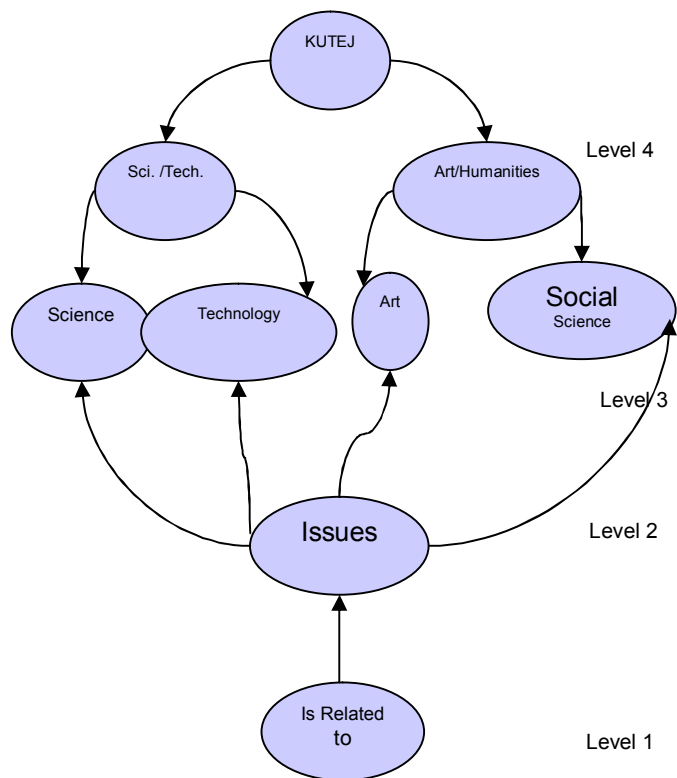 KUTEJ
Level 4
Sci. /Tech.
Art/Humanities
Science
Technology
Art
Social
Science
Level 3
Issues
Level 2
Is Related
to
Level 1